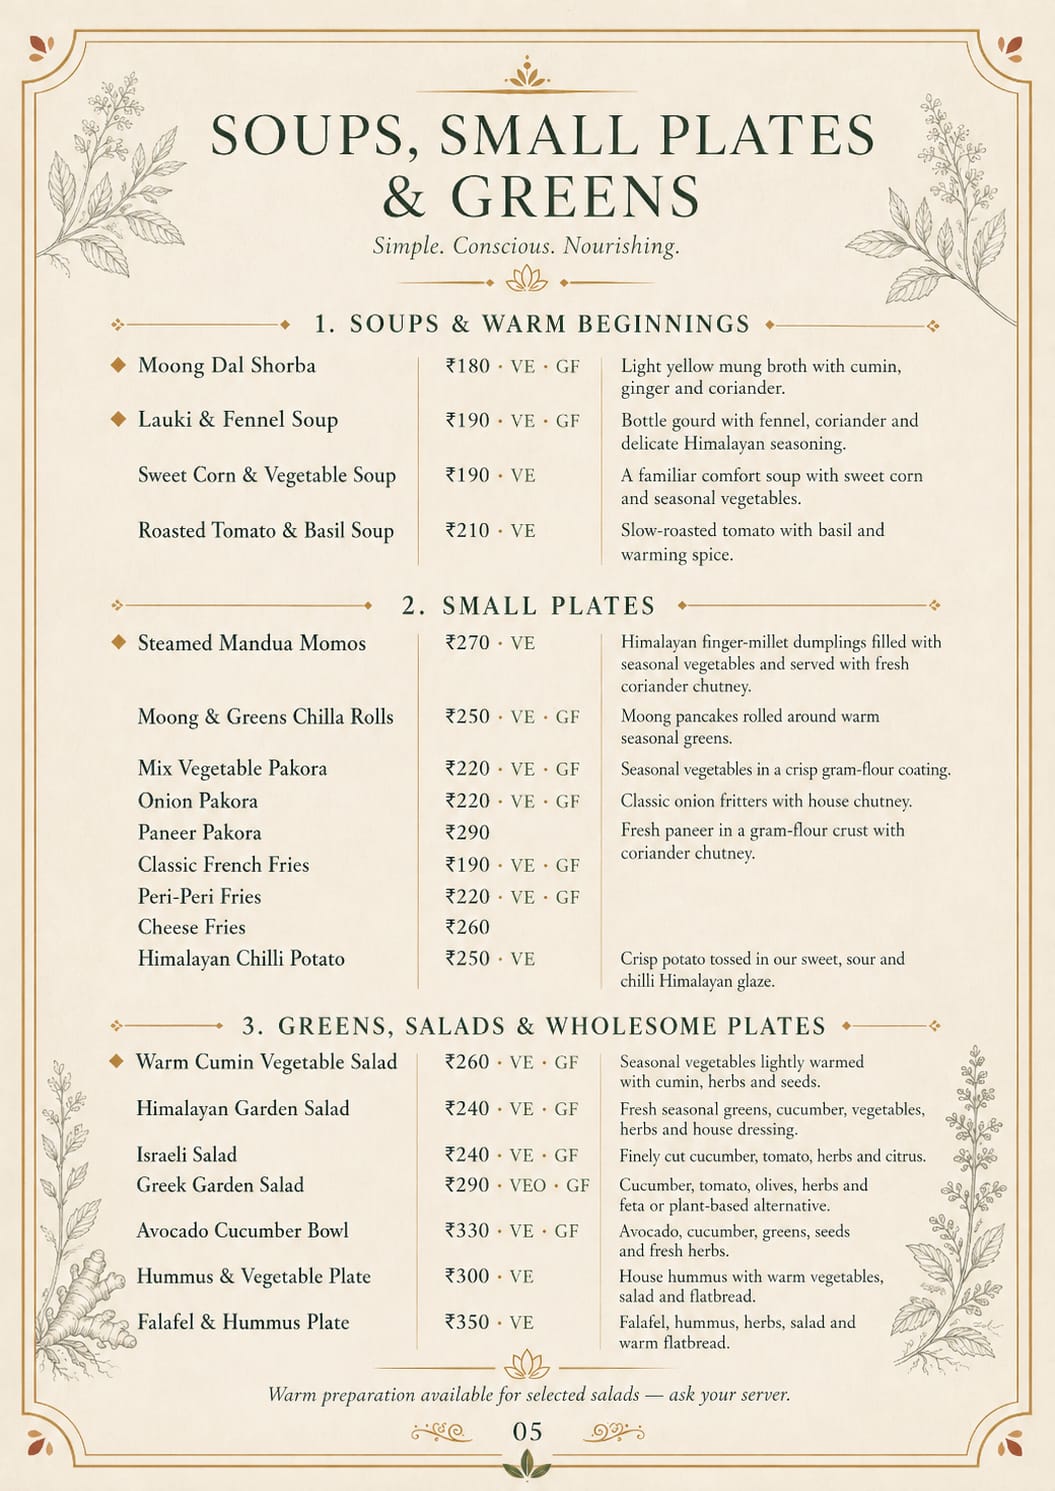 SOUPS, SMALL PLATES
& GREENS
Simple. Conscious. Nourishing.
1. SOUPS & WARM BEGINNINGS
Moong Dal Shorba ₹180 · VE · GF Light yellow mung broth with cumin,
ginger and coriander.
Lauki & Fennel Soup ₹190 · VE · GF Bottle gourd with fennel, coriander and
delicate Himalayan seasoning.
Sweet Corn & Vegetable Soup ₹190 · VE A familiar comfort soup with sweet corn
and seasonal vegetables.
Roasted Tomato & Basil Soup ₹210 · VE Slow-roasted tomato with basil and
warming spice.
2. SMALL PLATES
Steamed Mandua Momos ₹270 · VE Himalayan finger-millet dumplings filled with
seasonal vegetables and served with fresh
coriander chutney.
Moong & Greens Chilla Rolls ₹250 · VE · GF Moong pancakes rolled around warm
seasonal greens.
Mix Vegetable Pakora ₹220 · VE · GF Seasonal vegetables in a crisp gram-flour coating.
Onion Pakora ₹220 · VE · GF Classic onion fritters with house chutney.
Paneer Pakora ₹290 Fresh paneer in a gram-flour crust with
coriander chutney.
Classic French Fries ₹190 · VE · GF
Peri-Peri Fries ₹220 · VE · GF
Cheese Fries ₹260
Himalayan Chilli Potato ₹250 · VE Crisp potato tossed in our sweet, sour and
chilli Himalayan glaze.
3. GREENS, SALADS & WHOLESOME PLATES
Warm Cumin Vegetable Salad ₹260 · VE · GF Seasonal vegetables lightly warmed
with cumin, herbs and seeds.
Himalayan Garden Salad ₹240 · VE · GF Fresh seasonal greens, cucumber, vegetables,
herbs and house dressing.
Israeli Salad ₹240 · VE · GF Finely cut cucumber, tomato, herbs and citrus.
Greek Garden Salad ₹290 · VEO · GF Cucumber, tomato, olives, herbs and
feta or plant-based alternative.
Avocado Cucumber Bowl ₹330 · VE · GF Avocado, cucumber, greens, seeds
and fresh herbs.
Hummus & Vegetable Plate ₹300 · VE House hummus with warm vegetables,
salad and flatbread.
Falafel & Hummus Plate ₹350 · VE Falafel, hummus, herbs, salad and
warm flatbread.
Warm preparation available for selected salads — ask your server.
05